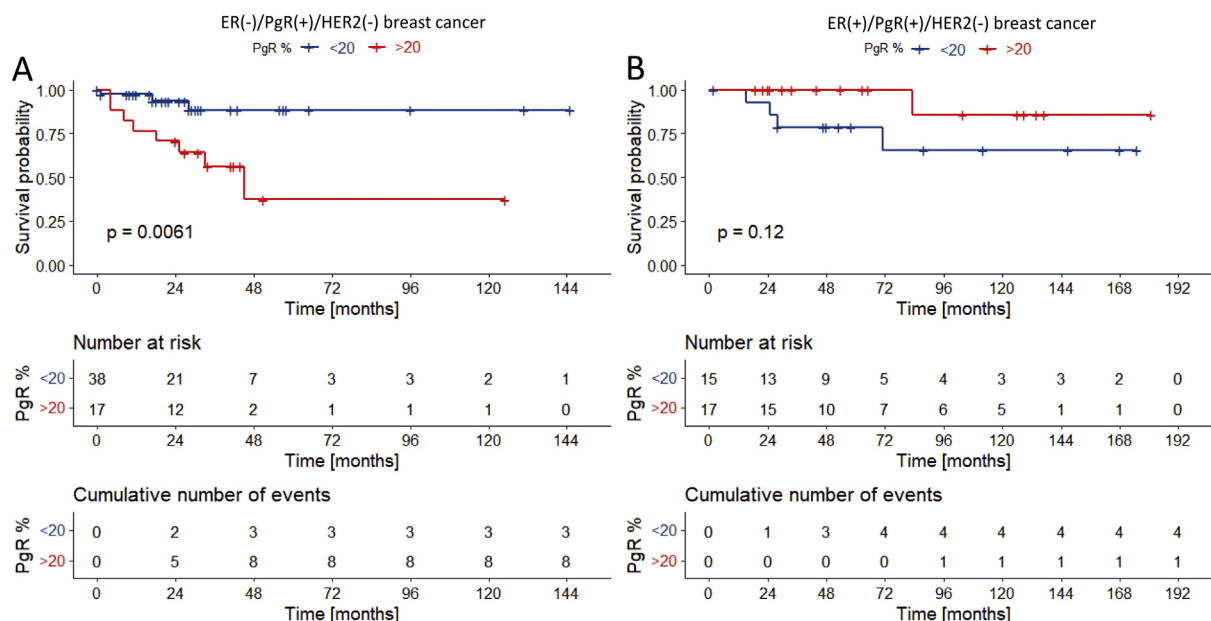 ER(-)/PgR(+)/HER2(-) breast cancer
PgR % <20 >20
A
Survival probability
1.00
0.75
0.50
0.25
0.00
p = 0.0061
0 24 48 72 96 120 144
Time [months]
Number at risk
PgR %
<20 38 21 7 3 3 2 1
>20 17 12 2 1 1 1 0
0 24 48 72 96 120 144
Time [months]
Cumulative number of events
PgR %
<20 0 2 3 3 3 3 3
>20 0 5 8 8 8 8 8
0 24 48 72 96 120 144
Time [months]
ER(+)/PgR(+)/HER2(-) breast cancer
PgR % <20 >20
B
Survival probability
1.00
0.75
0.50
0.25
0.00
p = 0.12
0 24 48 72 96 120 144 168 192
Time [months]
Number at risk
PgR %
<20 15 13 9 5 4 3 3 2 0
>20 17 15 10 7 6 5 1 1 0
0 24 48 72 96 120 144 168 192
Time [months]
Cumulative number of events
PgR %
<20 0 1 3 4 4 4 4 4 4
>20 0 0 0 0 1 1 1 1 1
0 24 48 72 96 120 144 168 192
Time [months]